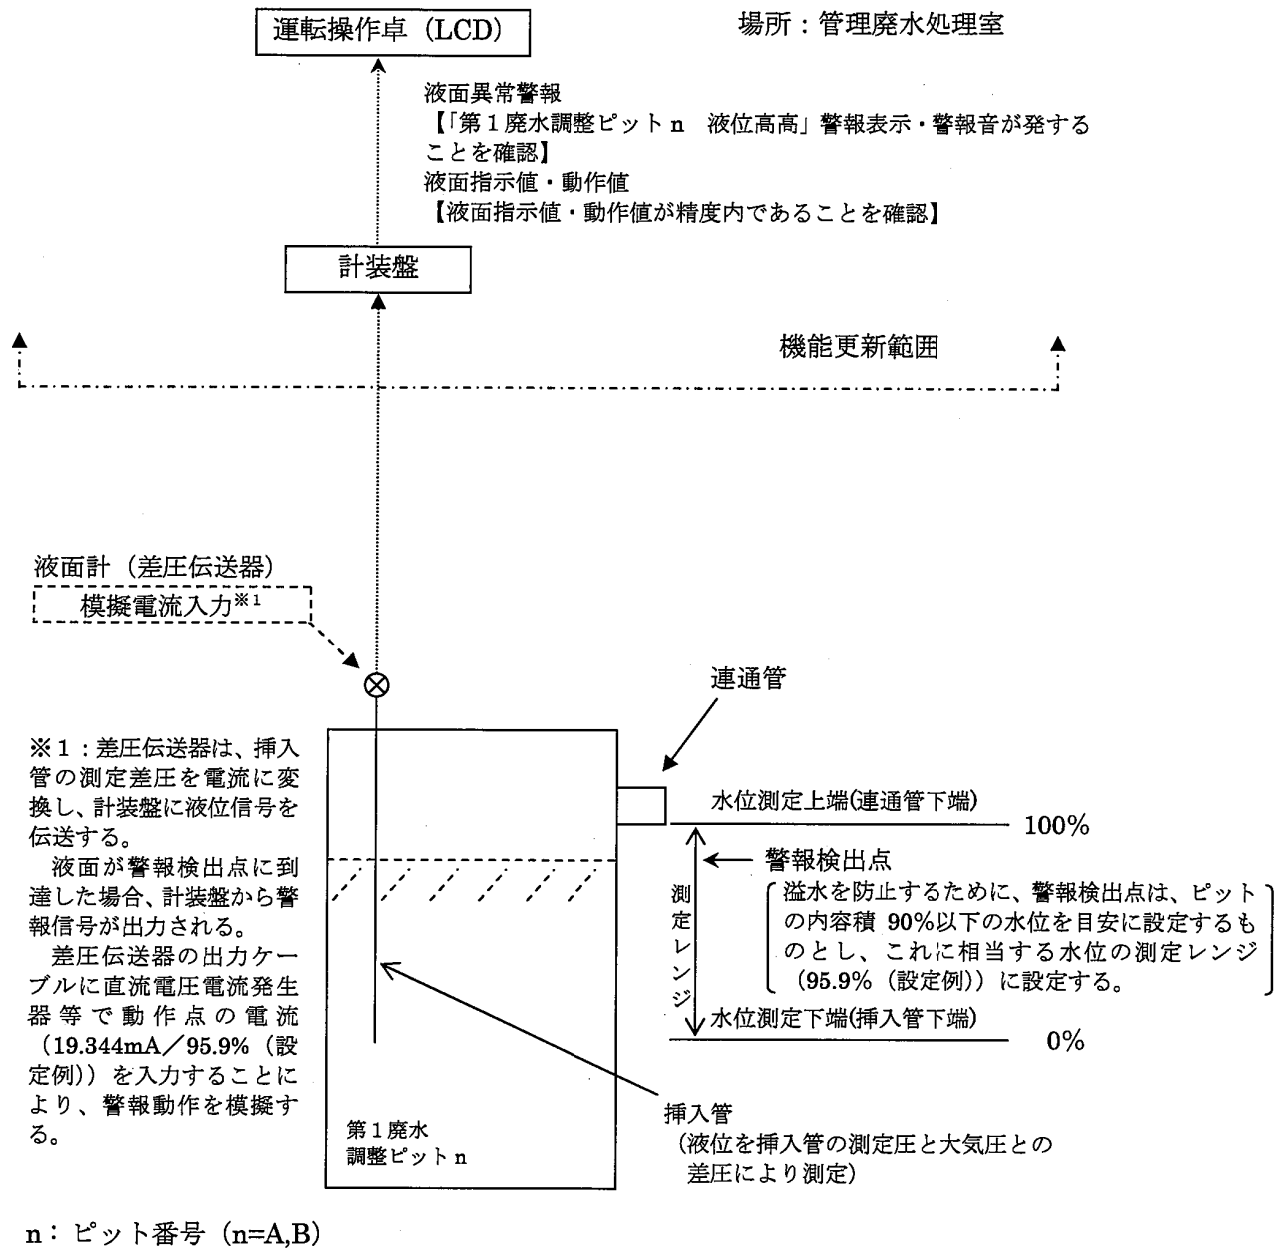 運転操作卓（LCD）
場所：管理廃水処理室
液面異常警報
【「第１廃水調整ピットｎ　液位高高」警報表示・警報音が発する
ことを確認】
液面指示値・動作値
【液面指示値・動作値が精度内であることを確認】
計装盤
機能更新範囲
液面計（差圧伝送器）
模擬電流入力※1
連通管
※１：差圧伝送器は、挿入
管の測定差圧を電流に変
換し、計装盤に液位信号を
伝送する。
液面が警報検出点に到
達した場合、計装盤から警
報信号が出力される。
差圧伝送器の出力ケー
ブルに直流電圧電流発生
器等で動作点の電流
（19.344mA／95.9%（設
定例））を入力することに
より、警報動作を模擬す
る。
水位測定上端(連通管下端)
100%
警報検出点
溢水を防止するために、警報検出点は、ピット
の内容積 90%以下の水位を目安に設定するも
のとし、これに相当する水位の測定レンジ
（95.9%（設定例））に設定する。
測定レンジ
水位測定下端(挿入管下端)
0%
挿入管
（液位を挿入管の測定圧と大気圧との
差圧により測定）
第１廃水
調整ピットｎ
n：ピット番号（n=A,B）